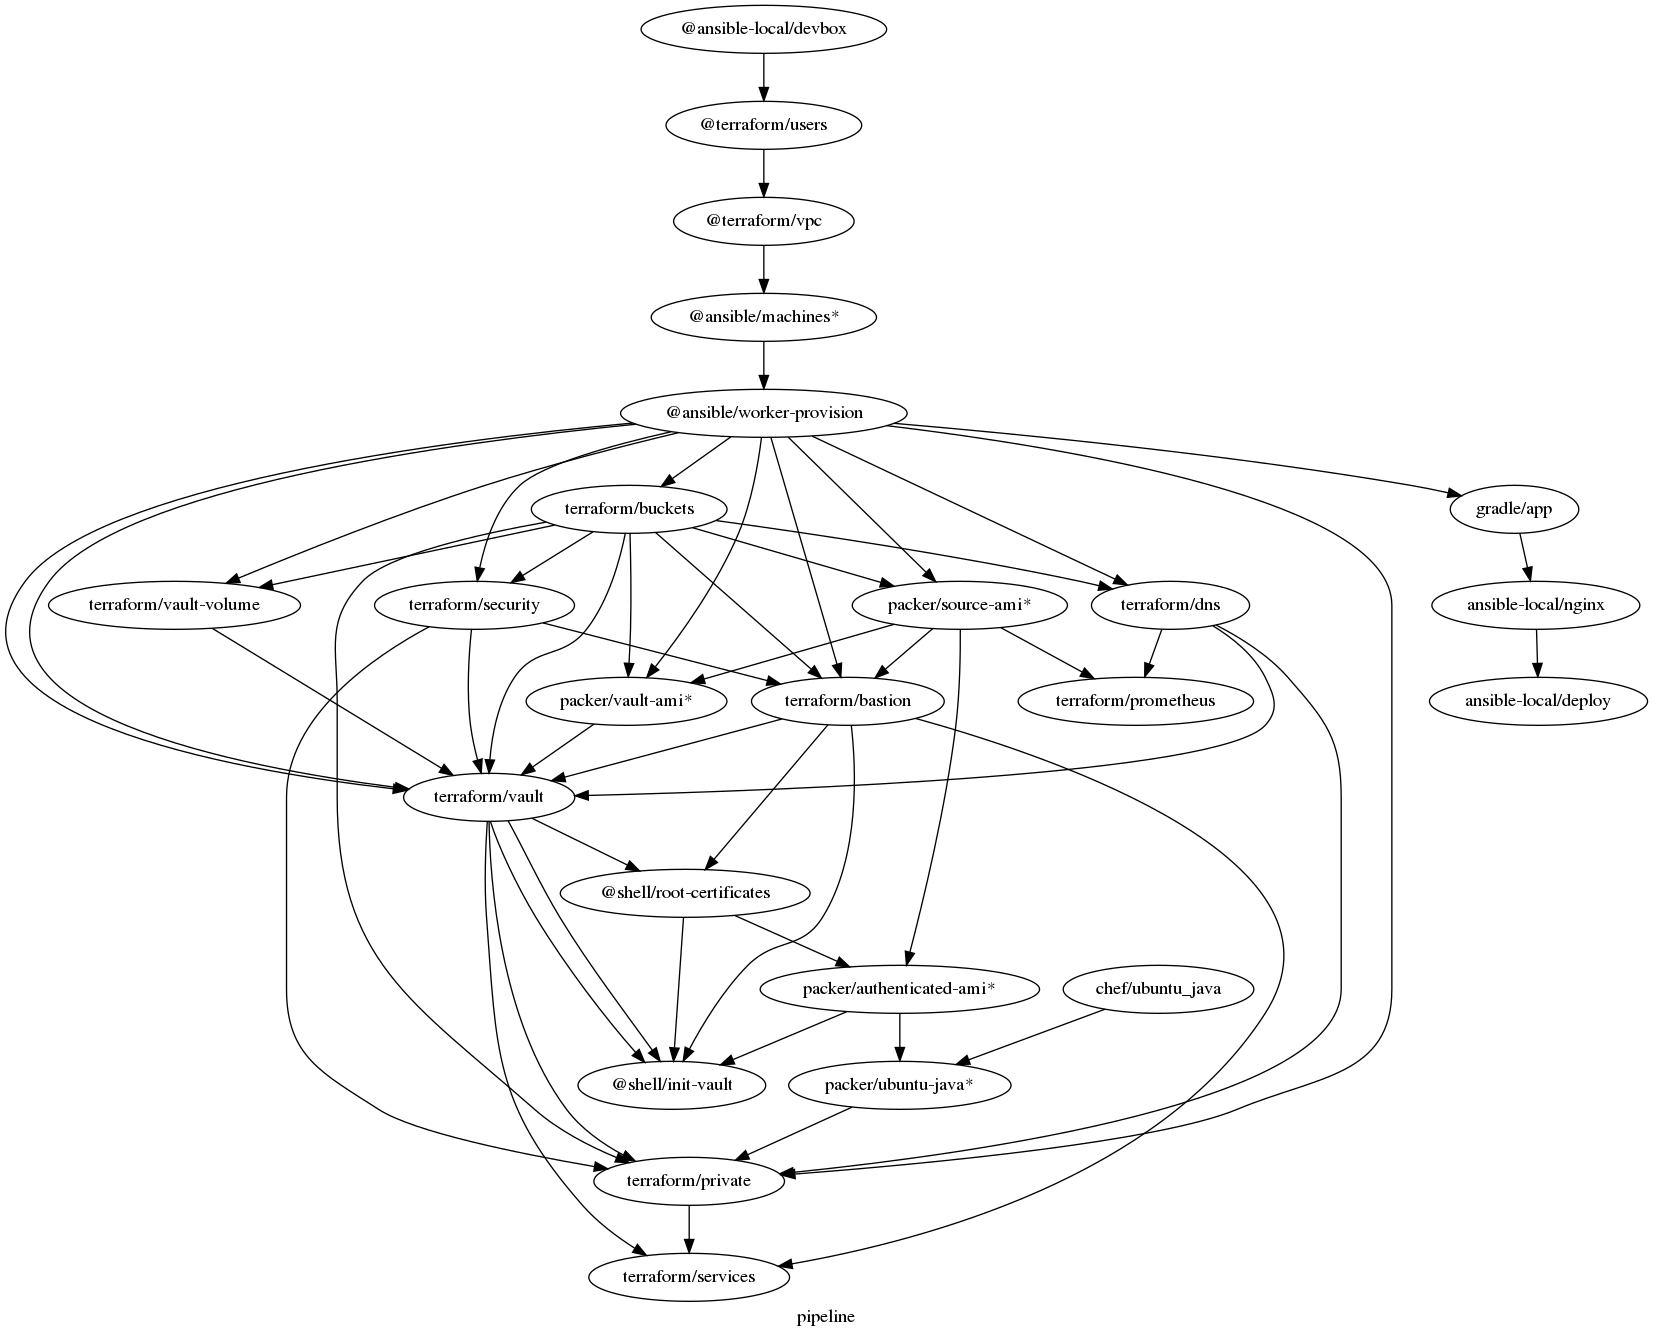 @ansible-local/devbox
@terraform/users
@terraform/vpc
@ansible/machines*
@ansible/worker-provision
terraform/buckets
gradle/app
terraform/vault-volume
terraform/security
packer/source-ami*
terraform/dns
ansible-local/nginx
packer/vault-ami*
terraform/bastion
terraform/prometheus
ansible-local/deploy
terraform/vault
@shell/root-certificates
packer/authenticated-ami*
chef/ubuntu_java
@shell/init-vault
packer/ubuntu-java*
terraform/private
terraform/services
pipeline